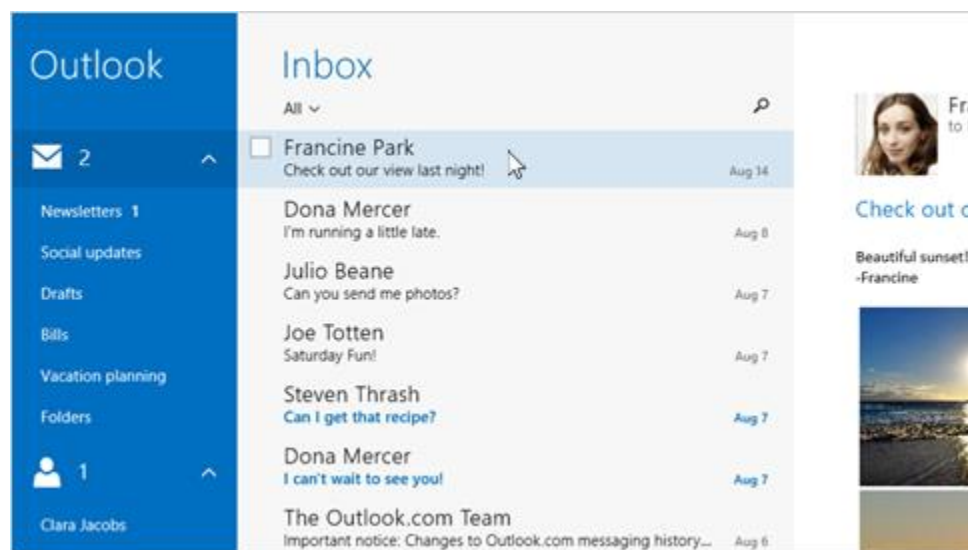 Outlook
2
Newsletters 1
Social updates
Drafts
Bills
Vacation planning
Folders
1
Clara Jacobs
Inbox
All
Francine Park
Check out our view last night!
Aug 14
Dona Mercer
I'm running a little late.
Aug 8
Julio Beane
Can you send me photos?
Aug 7
Joe Totten
Saturday Fun!
Aug 7
Steven Thrash
Can I get that recipe?
Aug 7
Dona Mercer
I can't wait to see you!
Aug 7
The Outlook.com Team
Important notice: Changes to Outlook.com messaging history...
Aug 6
to
Check out
Beautiful sunset!
-Francine